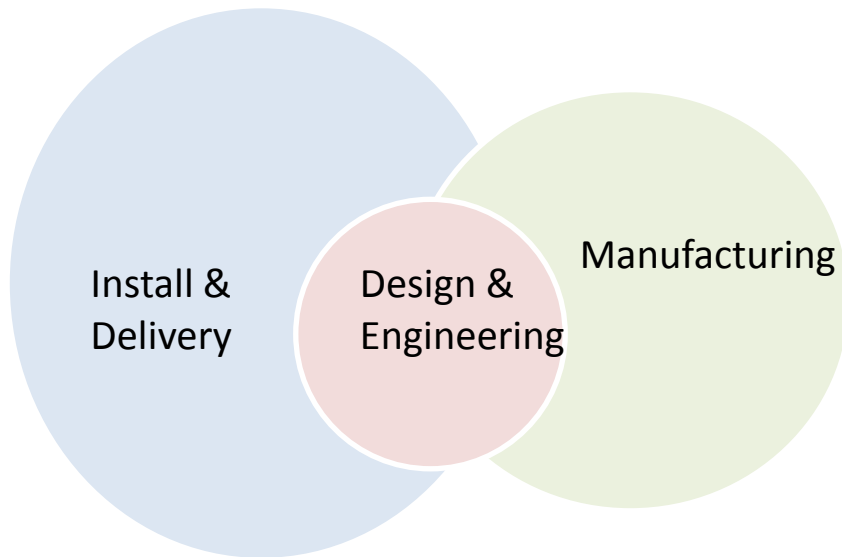 Install &
Delivery
Design &
Engineering
Manufacturing